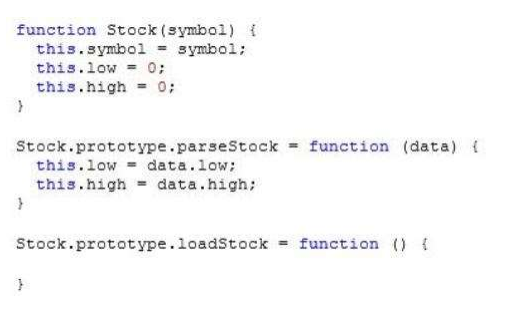 function Stock(symbol) {
this.symbol = symbol;
this.low = 0;
this.high = 0;
}
Stock.prototype.parseStock = function (data) {
this.low = data.low;
this.high = data.high;
}
Stock.prototype.loadStock = function () {
}